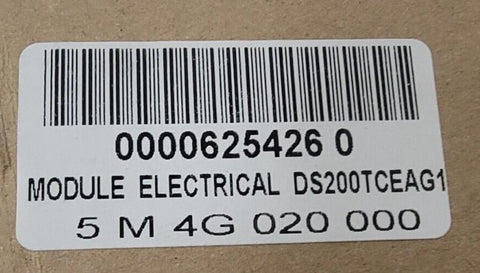 0000625426 0
MODULE ELECTRICAL DS200TCEAG1
5 M 4G 020 000